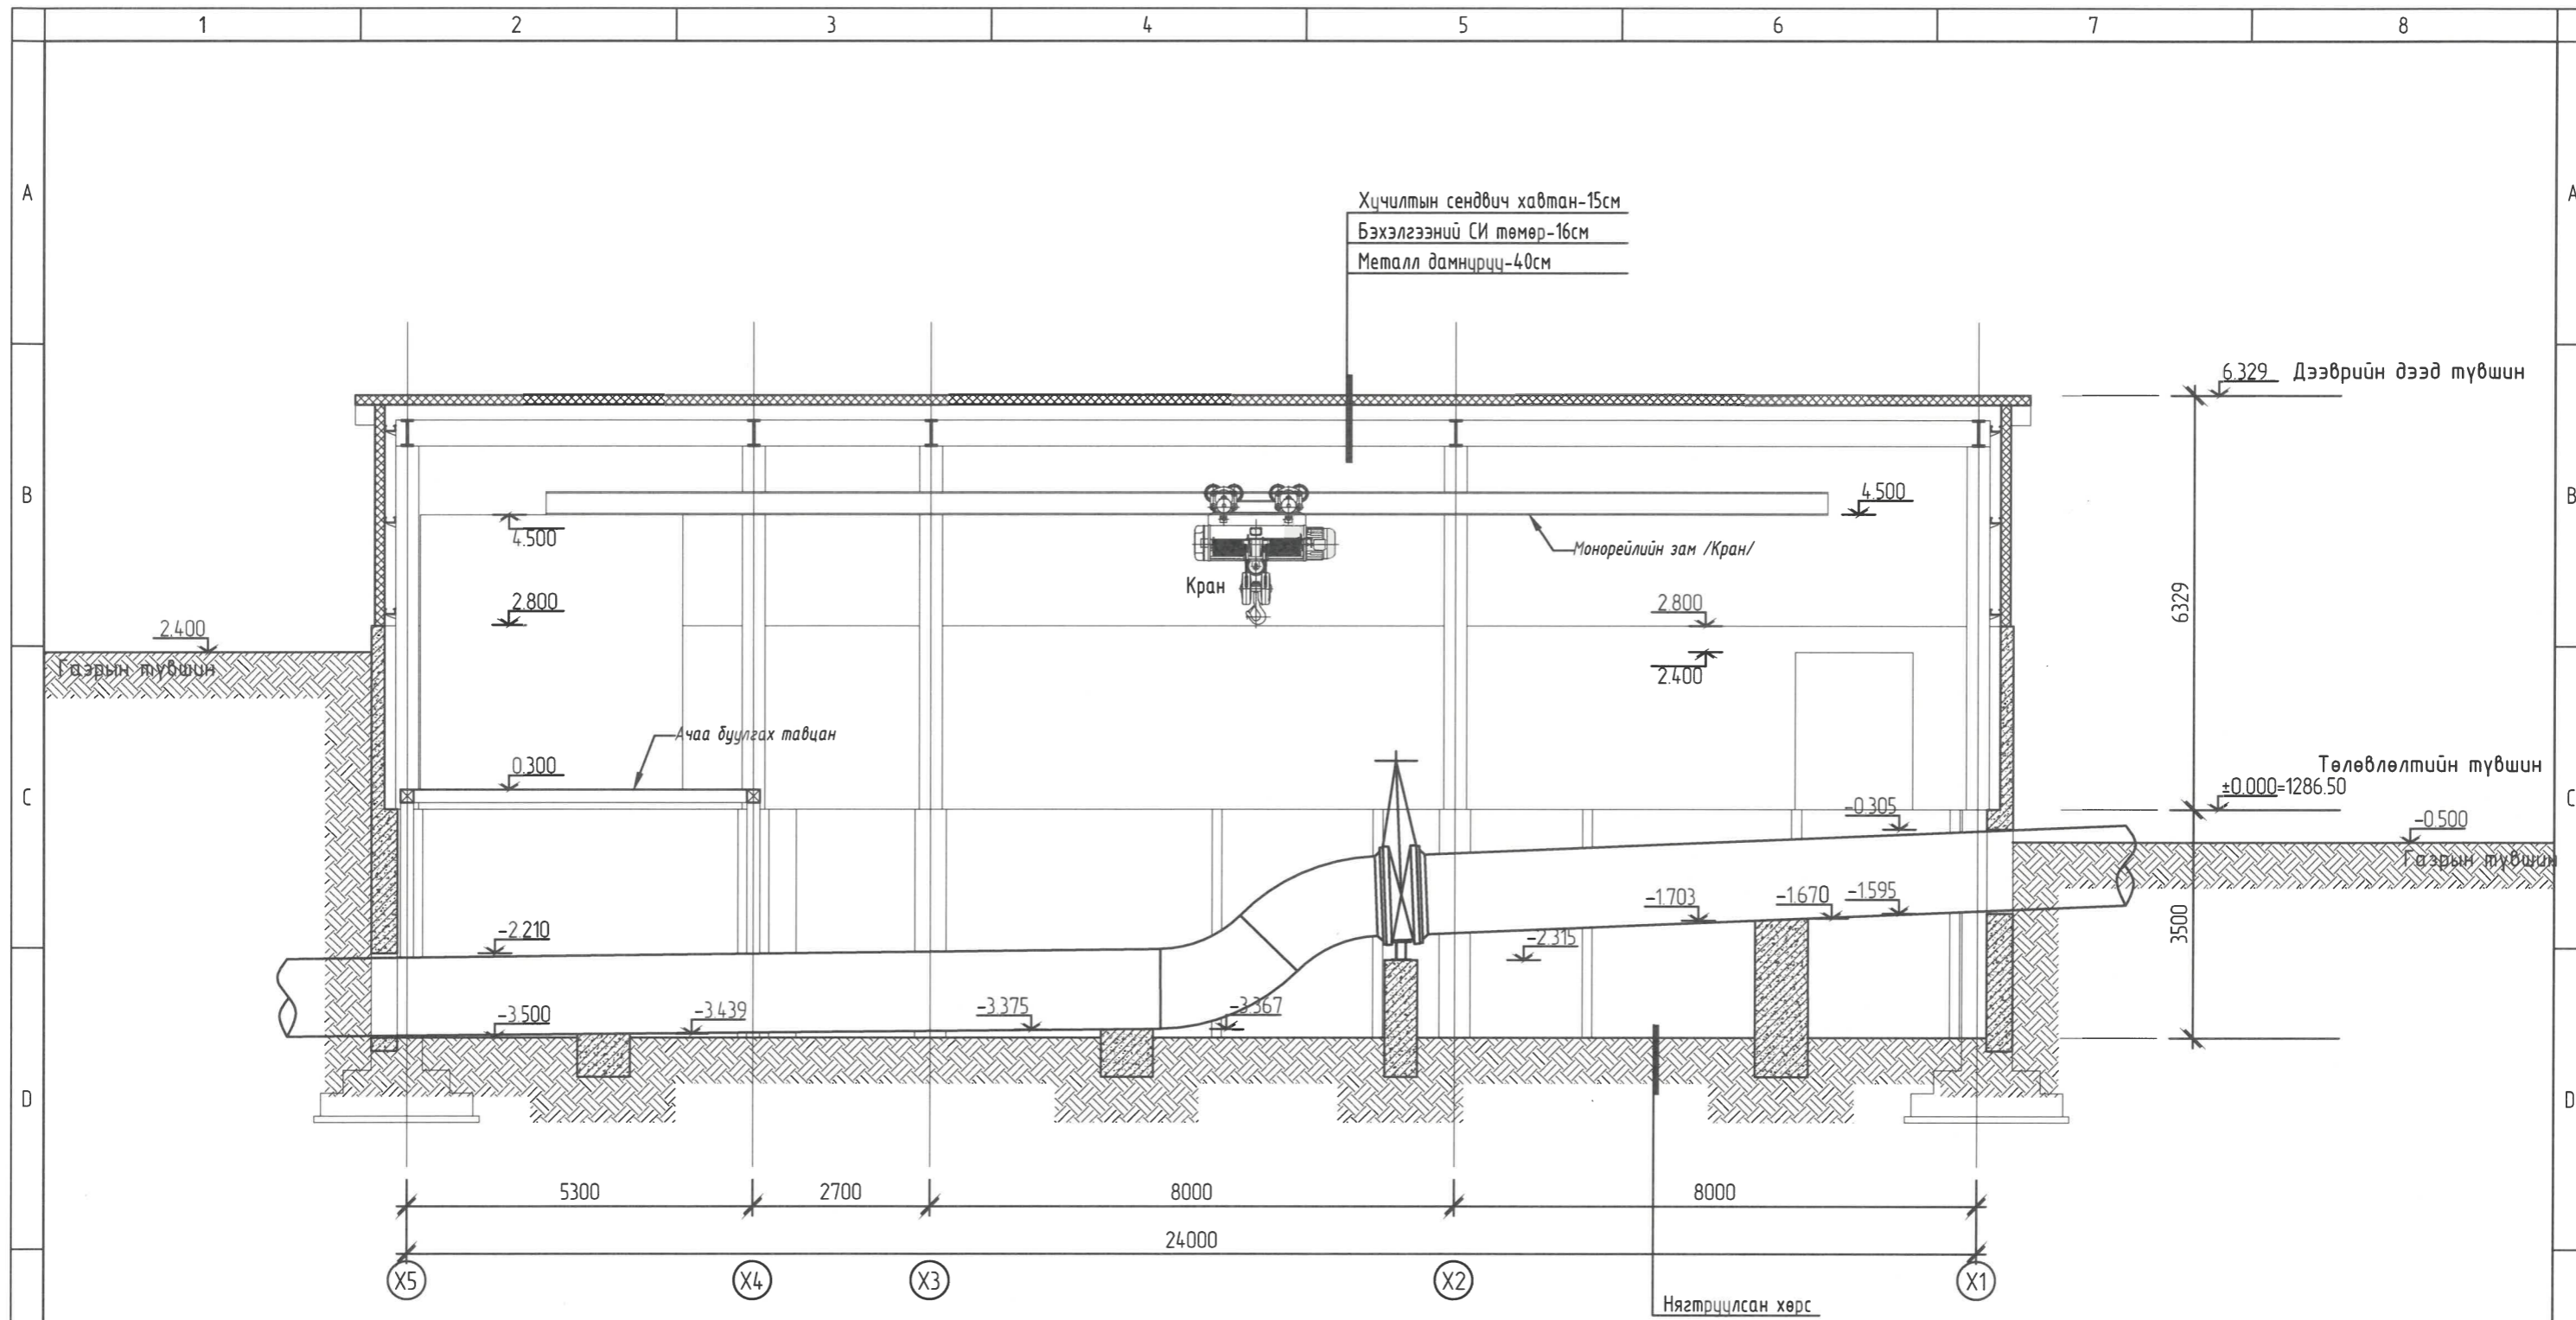 1 2 3 4 5 6 7 8
A A
Хучилтын сендвич хавтан-15см
Бэхэлгээний СИ төмөр-16см
Металл дамнуруу-40см
6.329 Дээврийн дээд түвшин
B B
4.500
4.500
Монорейлийн зам /Кран/
Кран
2.800
2.800
6329
2.400
Газрын түвшин
2.400
Ачаа буулгах тавцан
0.300
Төлөвлөлтийн түвшин
±0.000=1286.50
C C
-0.305
-0.500
Газрын түвшин
-1.703 -1.670 -1.595
-2.210
-2.315
3500
-3.500 -3.439 -3.375 -3.367
D D
5300 2700 8000 8000
24000
X5 X4 X3 X2 X1
Нягтруулсан хөрс